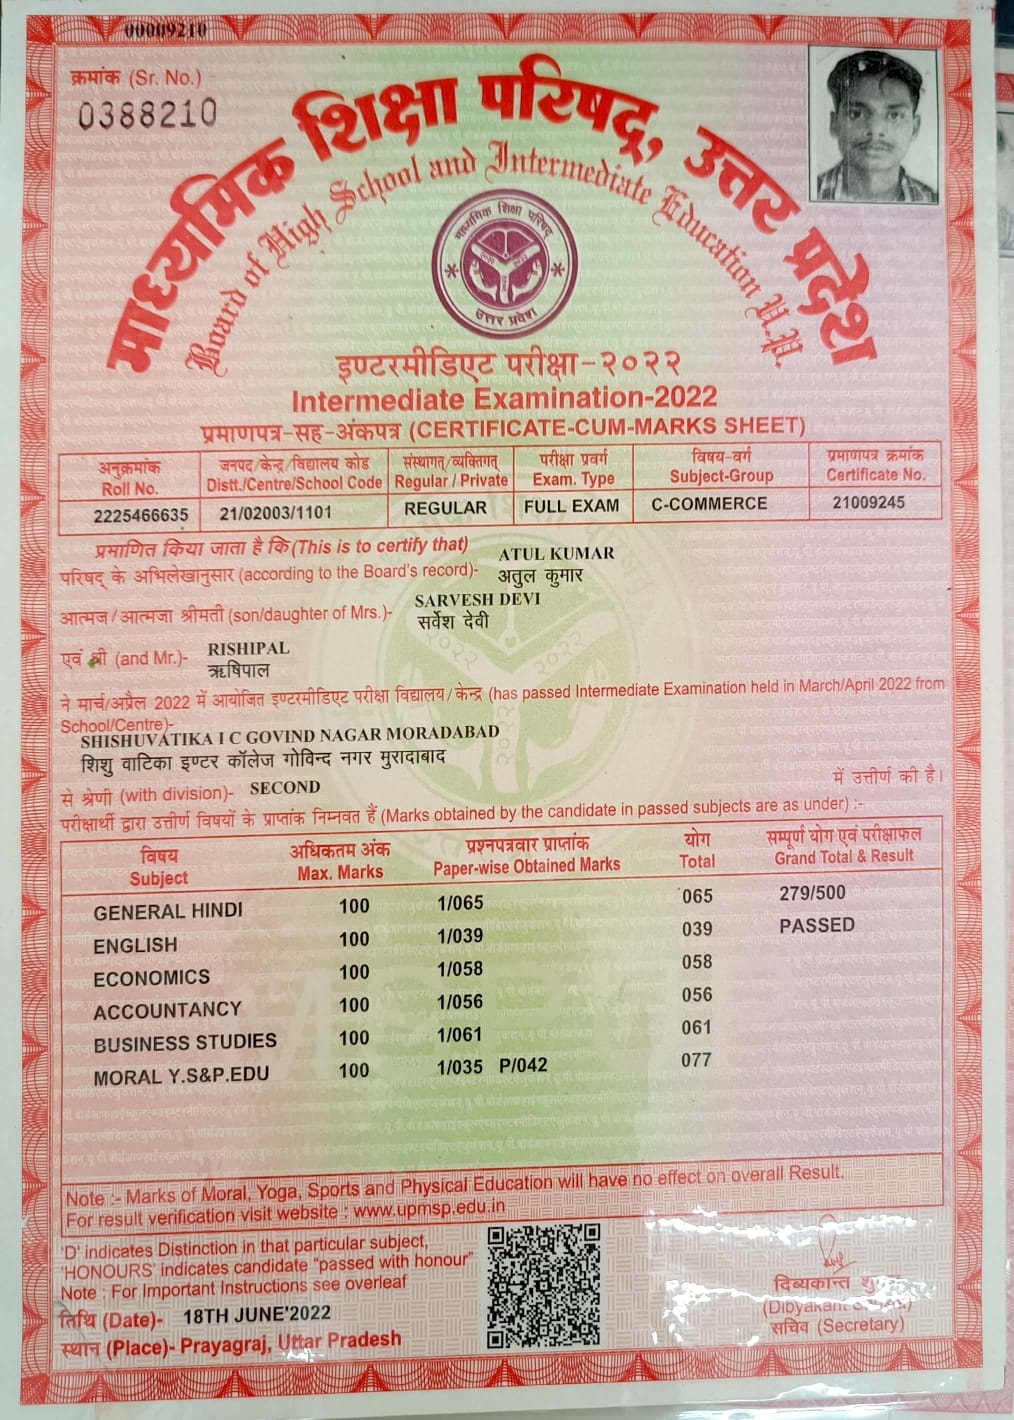 00009210
क्रमांक (Sr. No.)
0388210
माध्यमिक शिक्षा परिषद्, उत्तर प्रदेश
Board of High School and Intermediate Education U.P.
माध्यमिक शिक्षा परिषद्
उत्तर प्रदेश
इण्टरमीडिएट परीक्षा-२०२२
Intermediate Examination-2022
प्रमाणपत्र-सह-अंकपत्र (CERTIFICATE-CUM-MARKS SHEET)
अनुक्रमांक जनपद/केन्द्र/विद्यालय कोड संस्थागत/व्यक्तिगत परीक्षा प्रवर्ग विषय-वर्ग प्रमाणपत्र क्रमांक
Roll No. Distt./Centre/School Code Regular / Private Exam. Type Subject-Group Certificate No.
2225466635 21/02003/1101 REGULAR FULL EXAM C-COMMERCE 21009245
प्रमाणित किया जाता है कि (This is to certify that) ATUL KUMAR
परिषद् के अभिलेखानुसार (according to the Board's record)- अतुल कुमार
आत्मज/आत्मजा श्रीमती (son/daughter of Mrs.)- SARVESH DEVI
सर्वेश देवी
एवं श्री (and Mr.)- RISHIPAL
ऋषिपाल
ने मार्च/अप्रैल 2022 में आयोजित इण्टरमीडिएट परीक्षा विद्यालय/केन्द्र (has passed Intermediate Examination held in March/April 2022 from
School/Centre)-
SHISHUVATIKA I C GOVIND NAGAR MORADABAD
शिशु वाटिका इण्टर कॉलेज गोविन्द नगर मुरादाबाद
से श्रेणी (with division)- SECOND में उत्तीर्ण की है।
परीक्षार्थी द्वारा उत्तीर्ण विषयों के प्राप्तांक निम्नवत हैं (Marks obtained by the candidate in passed subjects are as under) :-
विषय अधिकतम अंक प्रश्नपत्रवार प्राप्तांक योग सम्पूर्ण योग एवं परीक्षाफल
Subject Max. Marks Paper-wise Obtained Marks Total Grand Total & Result
GENERAL HINDI 100 1/065 065 279/500
ENGLISH 100 1/039 039 PASSED
ECONOMICS 100 1/058 058
ACCOUNTANCY 100 1/056 056
BUSINESS STUDIES 100 1/061 061
MORAL Y.S&P.EDU 100 1/035 P/042 077
Note :- Marks of Moral, Yoga, Sports and Physical Education will have no effect on overall Result.
For result verification visit website : www.upmsp.edu.in
'D' indicates Distinction in that particular subject,
'HONOURS' indicates candidate "passed with honour"
Note : For Important Instructions see overleaf
तिथि (Date)- 18TH JUNE'2022
स्थान (Place)- Prayagraj, Uttar Pradesh
दिव्यकान्त
सचिव (Secretary)